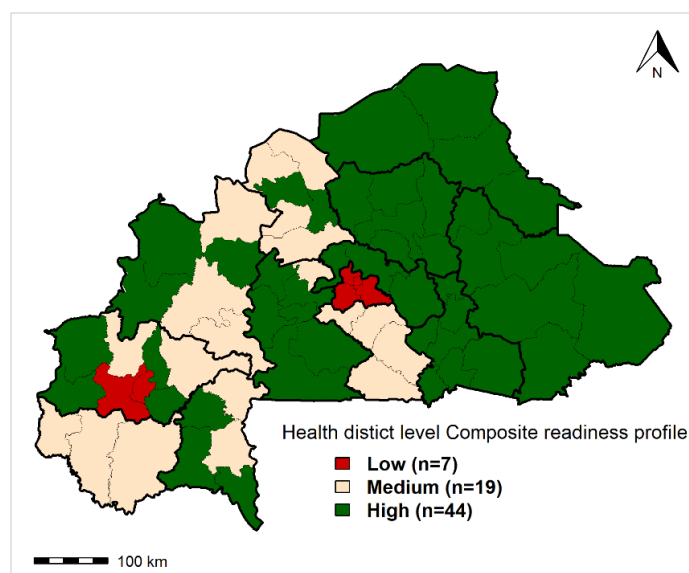 N
Health distict level Composite readiness profile
Low (n=7)
Medium (n=19)
High (n=44)
100 km